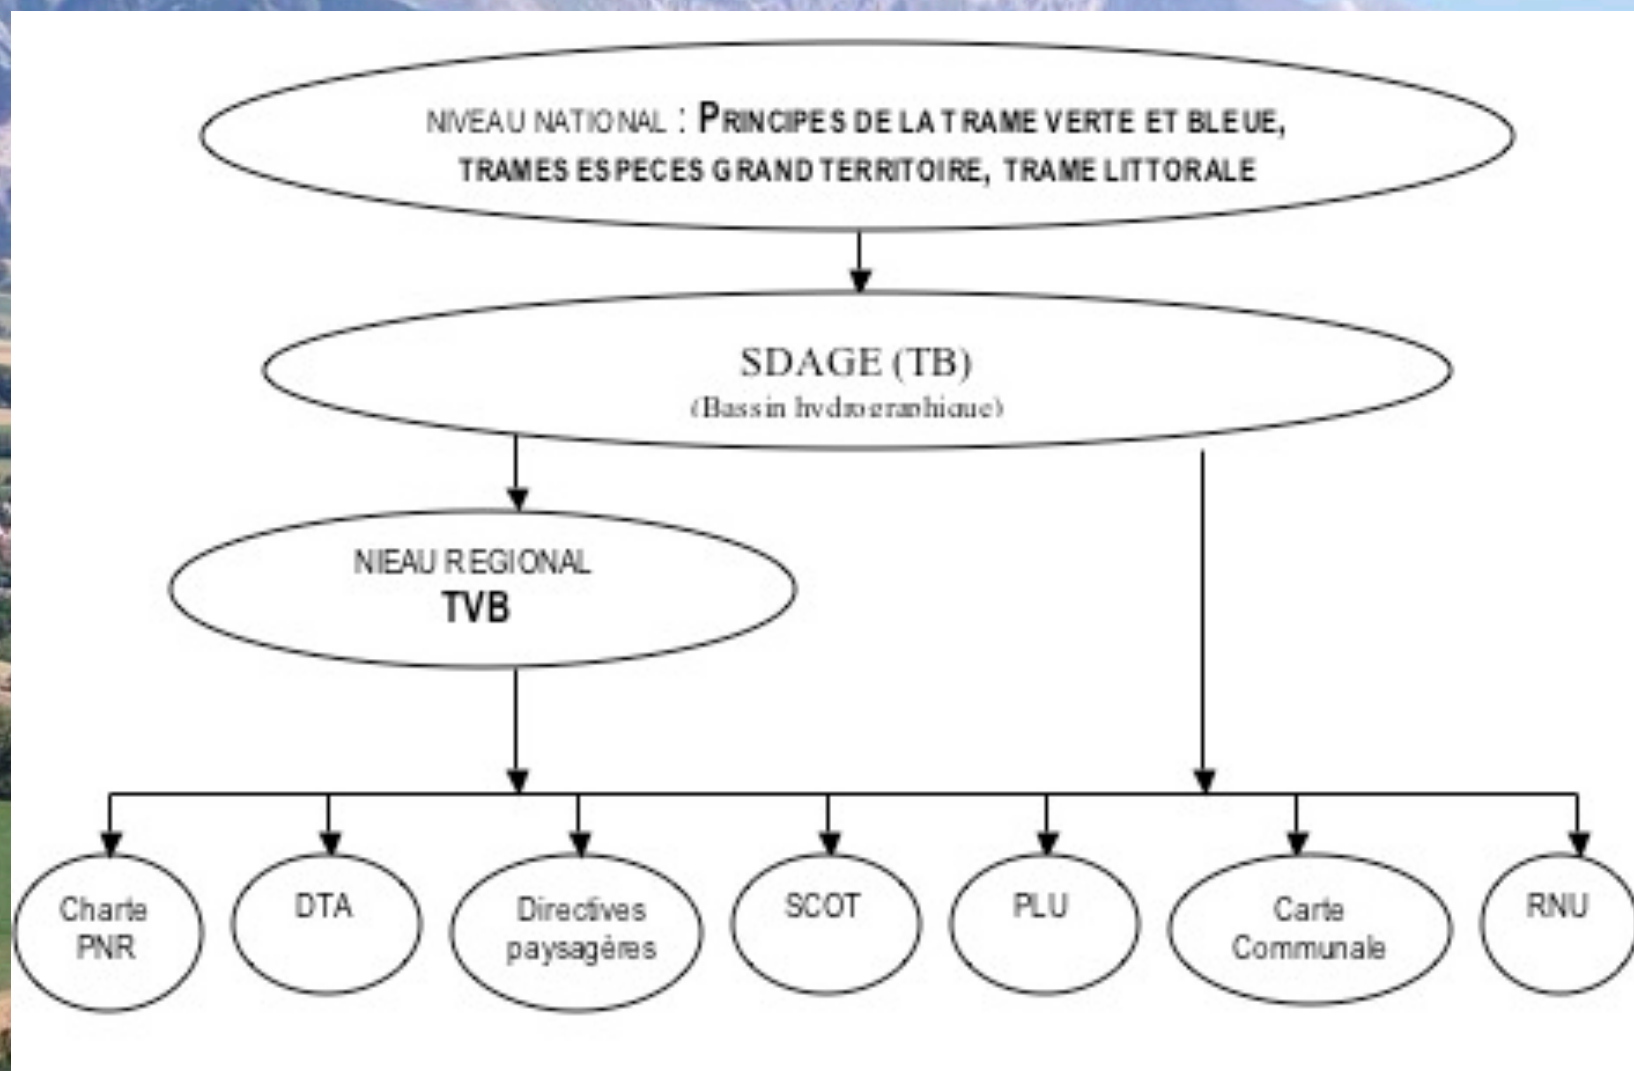 NIVEAU NATIONAL : PRINCIPES DE LA TRAME VERTE ET BLEUE,
TRAMES ESPECES GRAND TERRITOIRE, TRAME LITTORALE
SDAGE (TB)
(Bassin hydrographique)
NIEAU REGIONAL
TVB
Charte
PNR
DTA
Directives
paysagères
SCOT
PLU
Carte
Communale
RNU